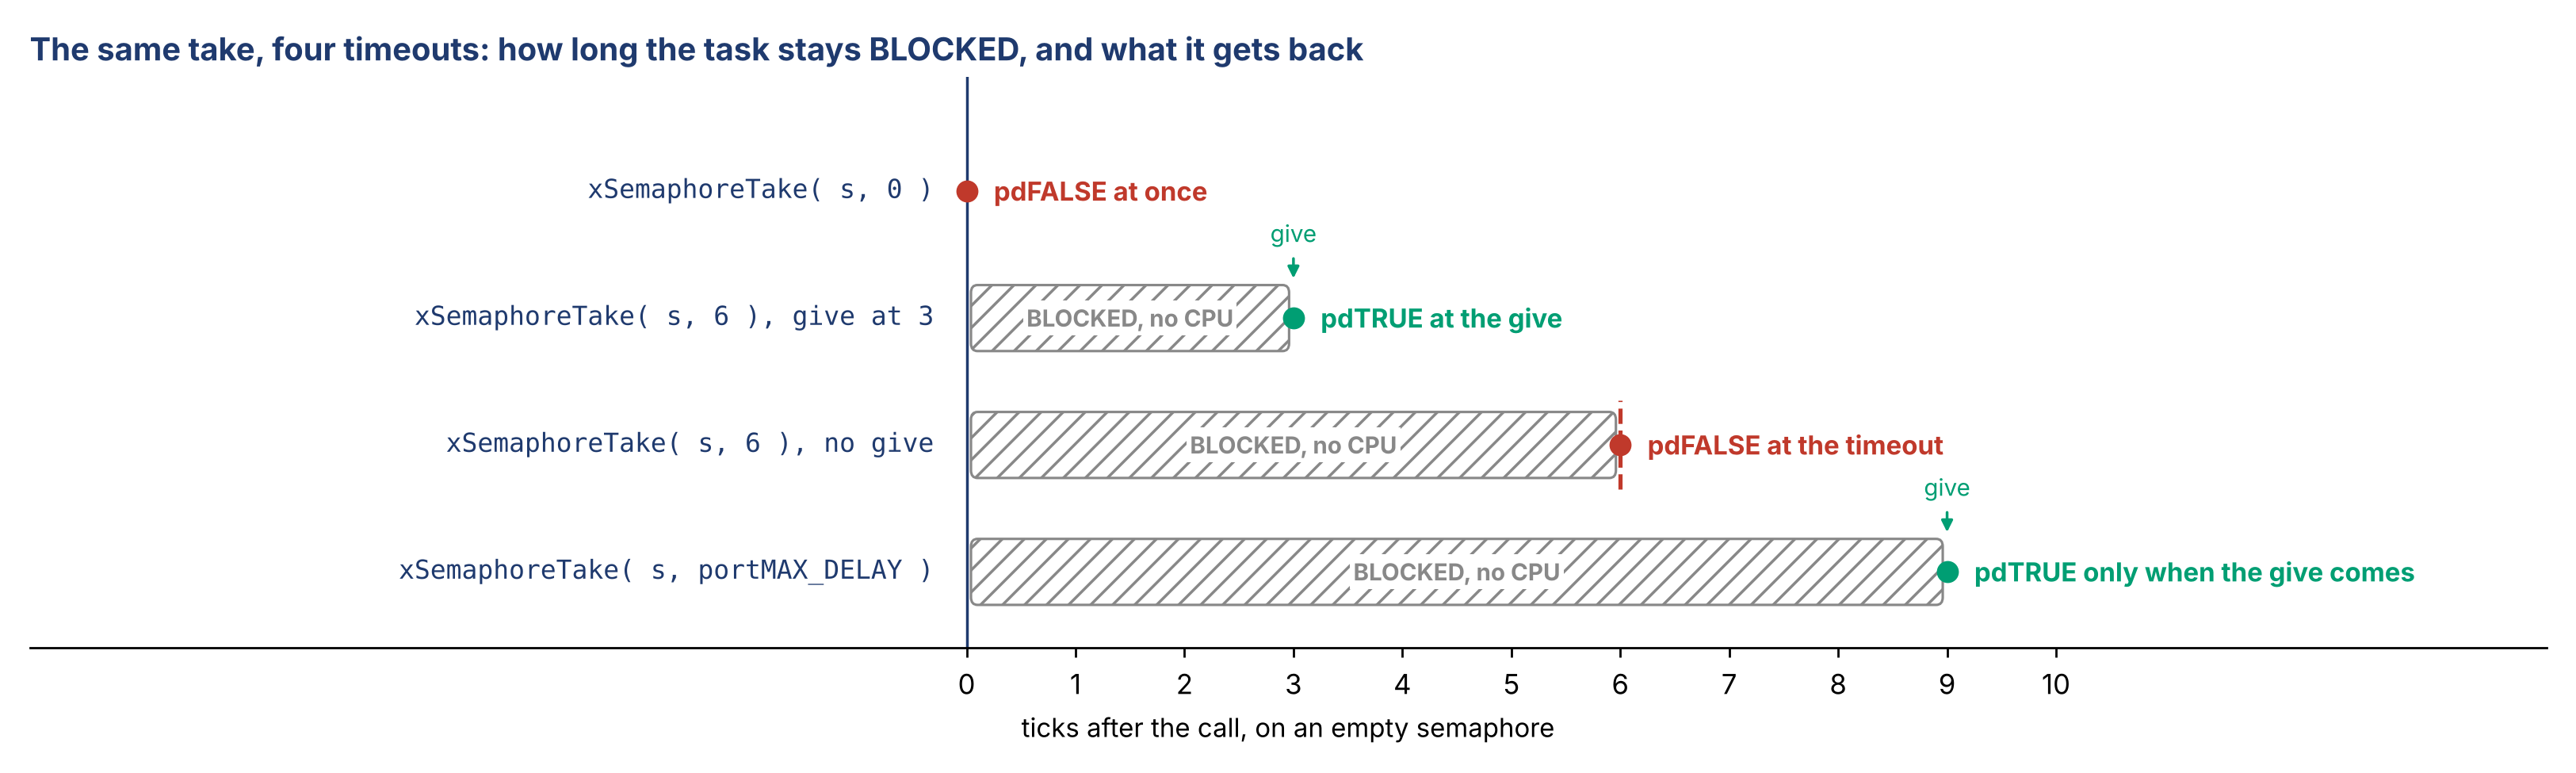 The same take, four timeouts: how long the task stays BLOCKED, and what it gets back
xSemaphoreTake( s, 0 )
pdFALSE at once
give
xSemaphoreTake( s, 6 ), give at 3
BLOCKED, no CPU
pdTRUE at the give
xSemaphoreTake( s, 6 ), no give
BLOCKED, no CPU
pdFALSE at the timeout
give
xSemaphoreTake( s, portMAX_DELAY )
BLOCKED, no CPU
pdTRUE only when the give comes
0 1 2 3 4 5 6 7 8 9 10
ticks after the call, on an empty semaphore